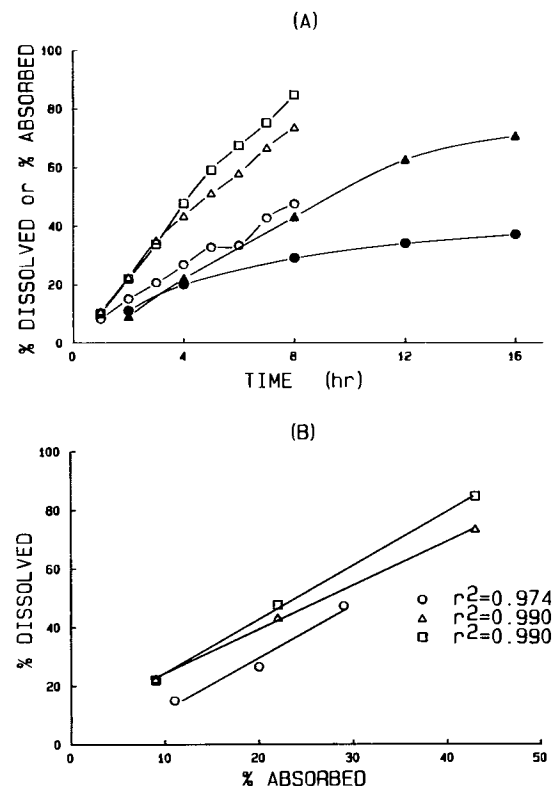 (A)
% DISSOLVED or % ABSORBED
100
80
60
40
20
0
0 4 8 12 16
TIME (hr)
(B)
% DISSOLVED
100
80
60
40
20
0
r2=0.974
r2=0.990
r2=0.990
0 10 20 30 40 50
% ABSORBED